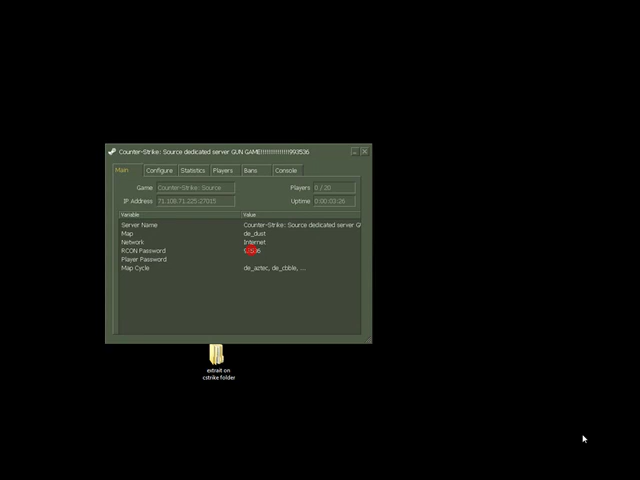 Counter-Strike: Source dedicated server GUN GAME!!!!!!!!!!!!!!!993536
Main Configure Statistics Players Bans Console
Game Counter-Strike: Source Players 0 / 20
IP Address 71.108.71.225:27015 Uptime 0:00:03:26
Variable Value
Server Name Counter-Strike: Source dedicated server
Map de_dust
Network Internet
RCON Password
Player Password
Map Cycle de_aztec, de_cbble, ...
extrait on
cstrike folder